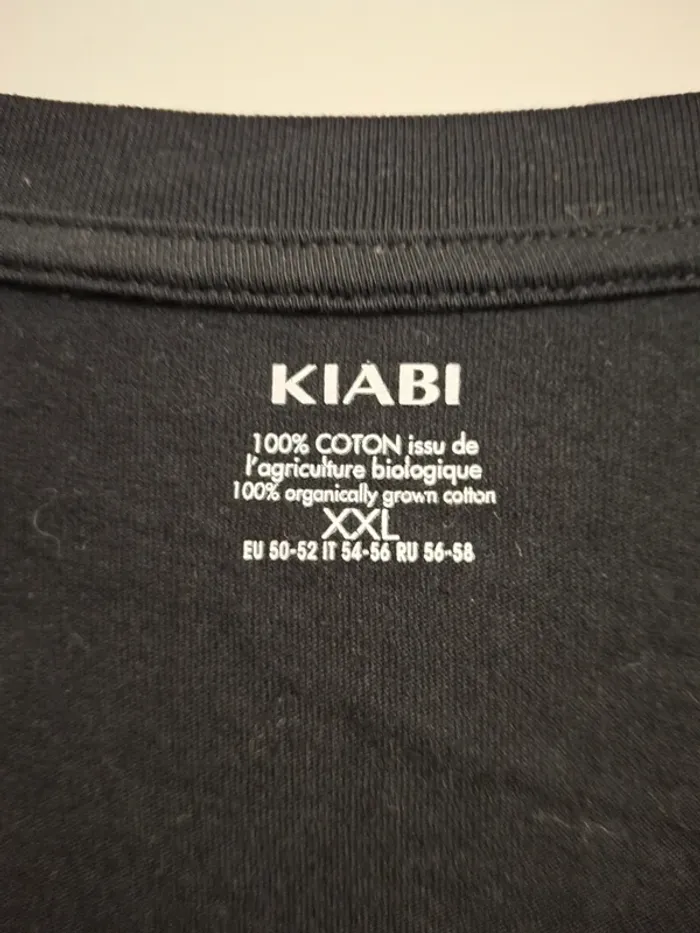 KIABI
100% COTON issu de
l'agriculture biologique
100% organically grown cotton
XXL
EU 50-52 IT 54-56 RU 56-58